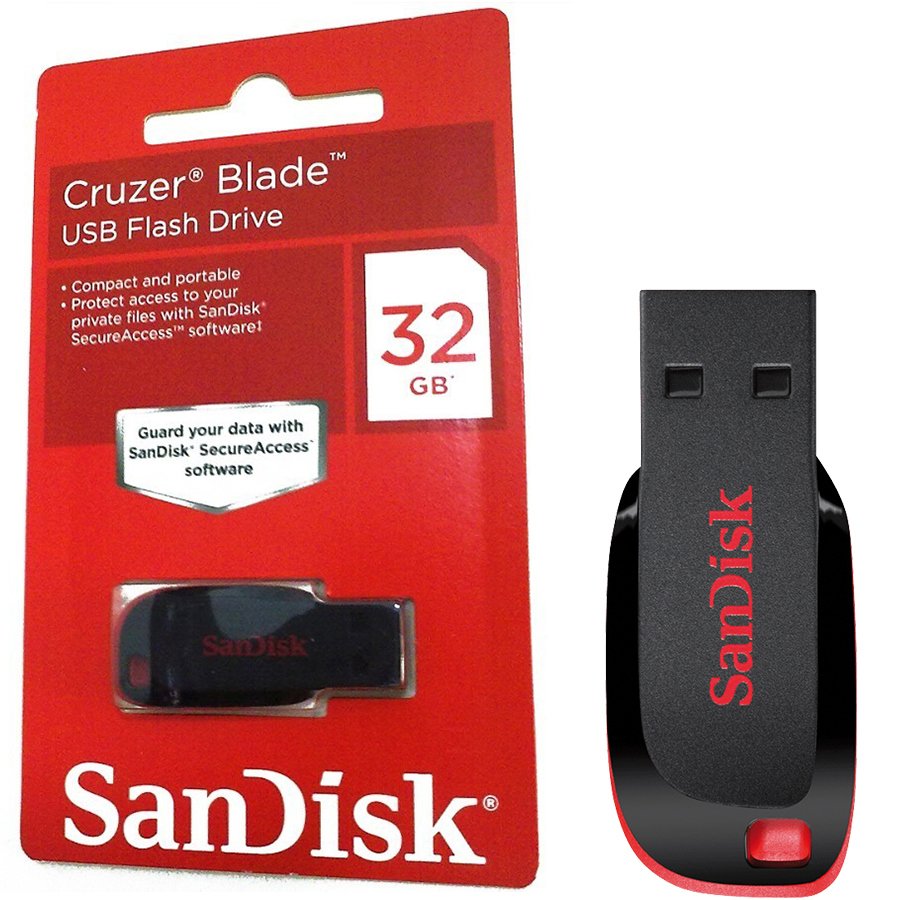 Cruzer® Blade™
USB Flash Drive
• Compact and portable
• Protect access to your
private files with SanDisk®
SecureAccess™ software‡
32
GB*
Guard your data with
SanDisk® SecureAccess™
software
SanDisk
SanDisk®
SanDisk